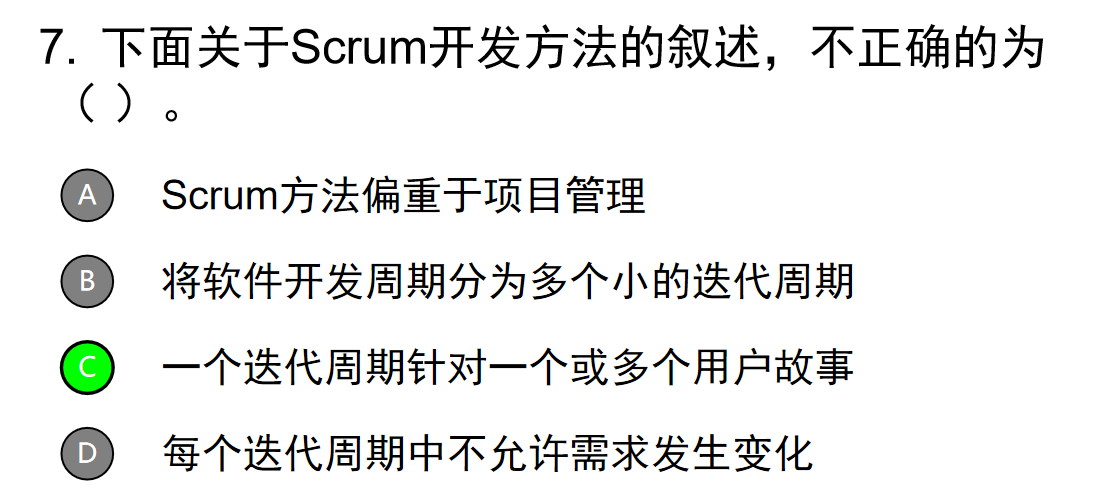 7. 下面关于Scrum开发方法的叙述，不正确的为
（ ）。
A Scrum方法偏重于项目管理
B 将软件开发周期分为多个小的迭代周期
C 一个迭代周期针对一个或多个用户故事
D 每个迭代周期中不允许需求发生变化